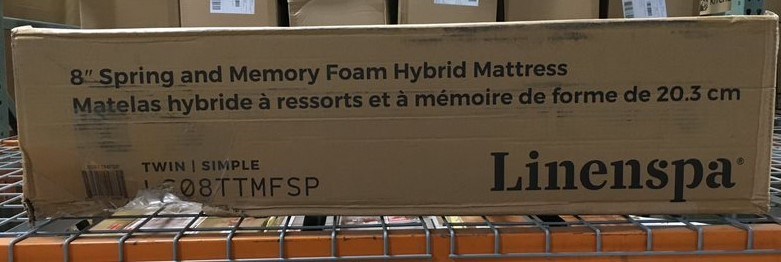 8" Spring and Memory Foam Hybrid Mattress
Matelas hybride à ressorts et à mémoire de forme de 20.3 cm
TWIN | SIMPLE
Linenspa®